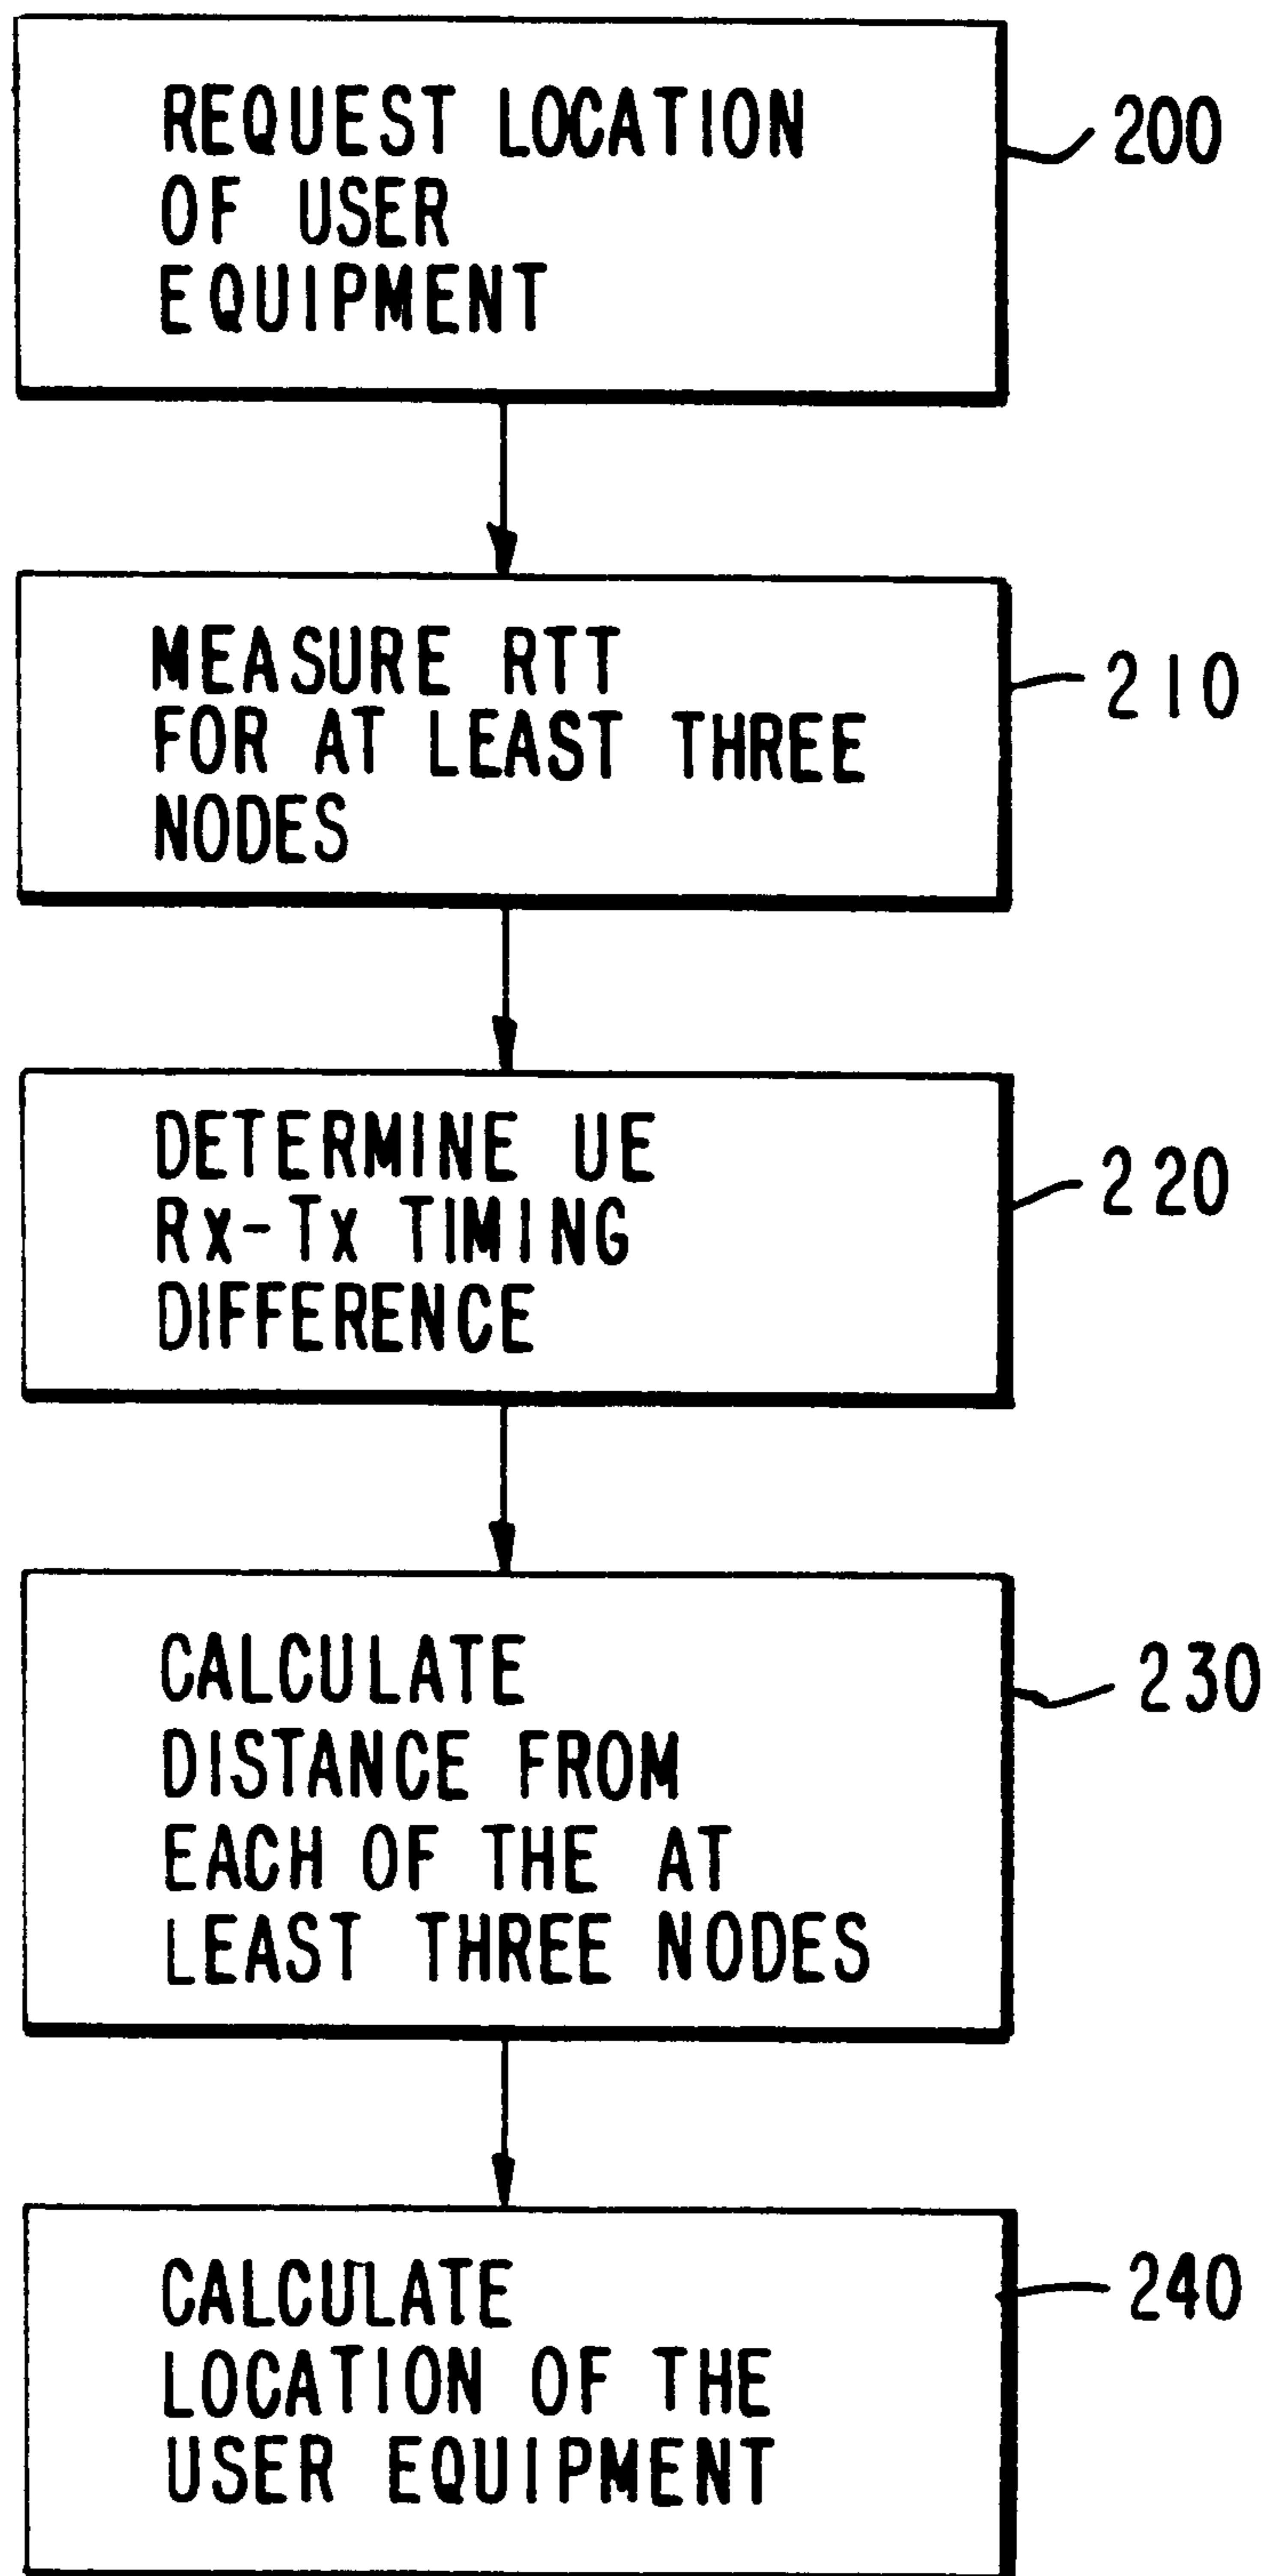 REQUEST LOCATION
OF USER
EQUIPMENT
200
MEASURE RTT
FOR AT LEAST THREE
NODES
210
DETERMINE UE
Rx-Tx TIMING
DIFFERENCE
220
CALCULATE
DISTANCE FROM
EACH OF THE AT
LEAST THREE NODES
230
CALCULATE
LOCATION OF THE
USER EQUIPMENT
240